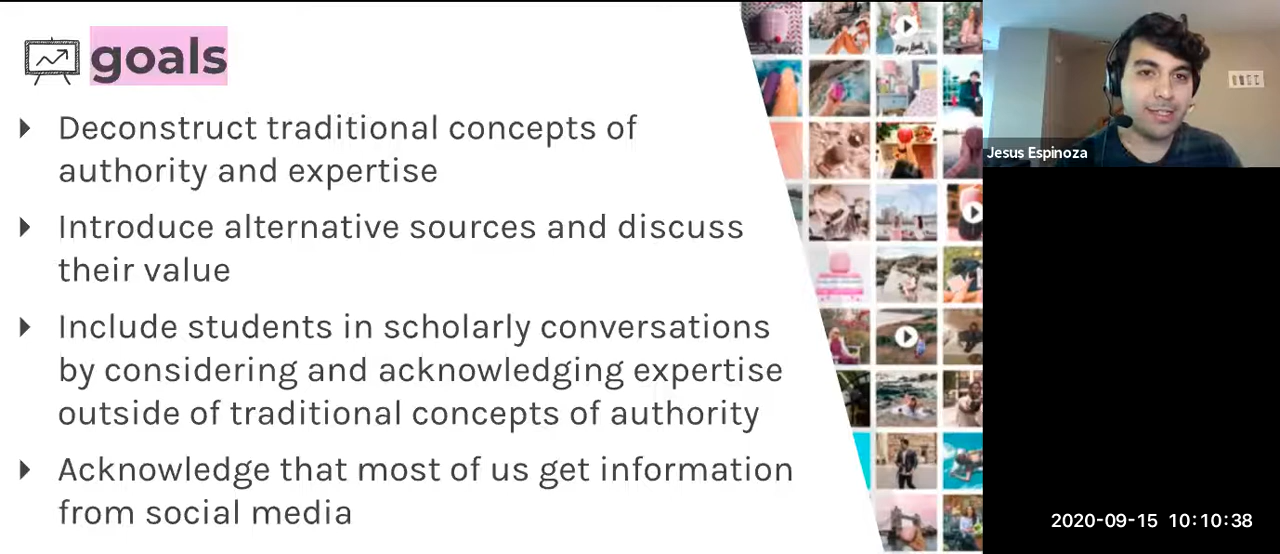 goals
Deconstruct traditional concepts of
authority and expertise
Introduce alternative sources and discuss
their value
Include students in scholarly conversations
by considering and acknowledging expertise
outside of traditional concepts of authority
Acknowledge that most of us get information
from social media
Jesus Espinoza
2020-09-15 10:10:38